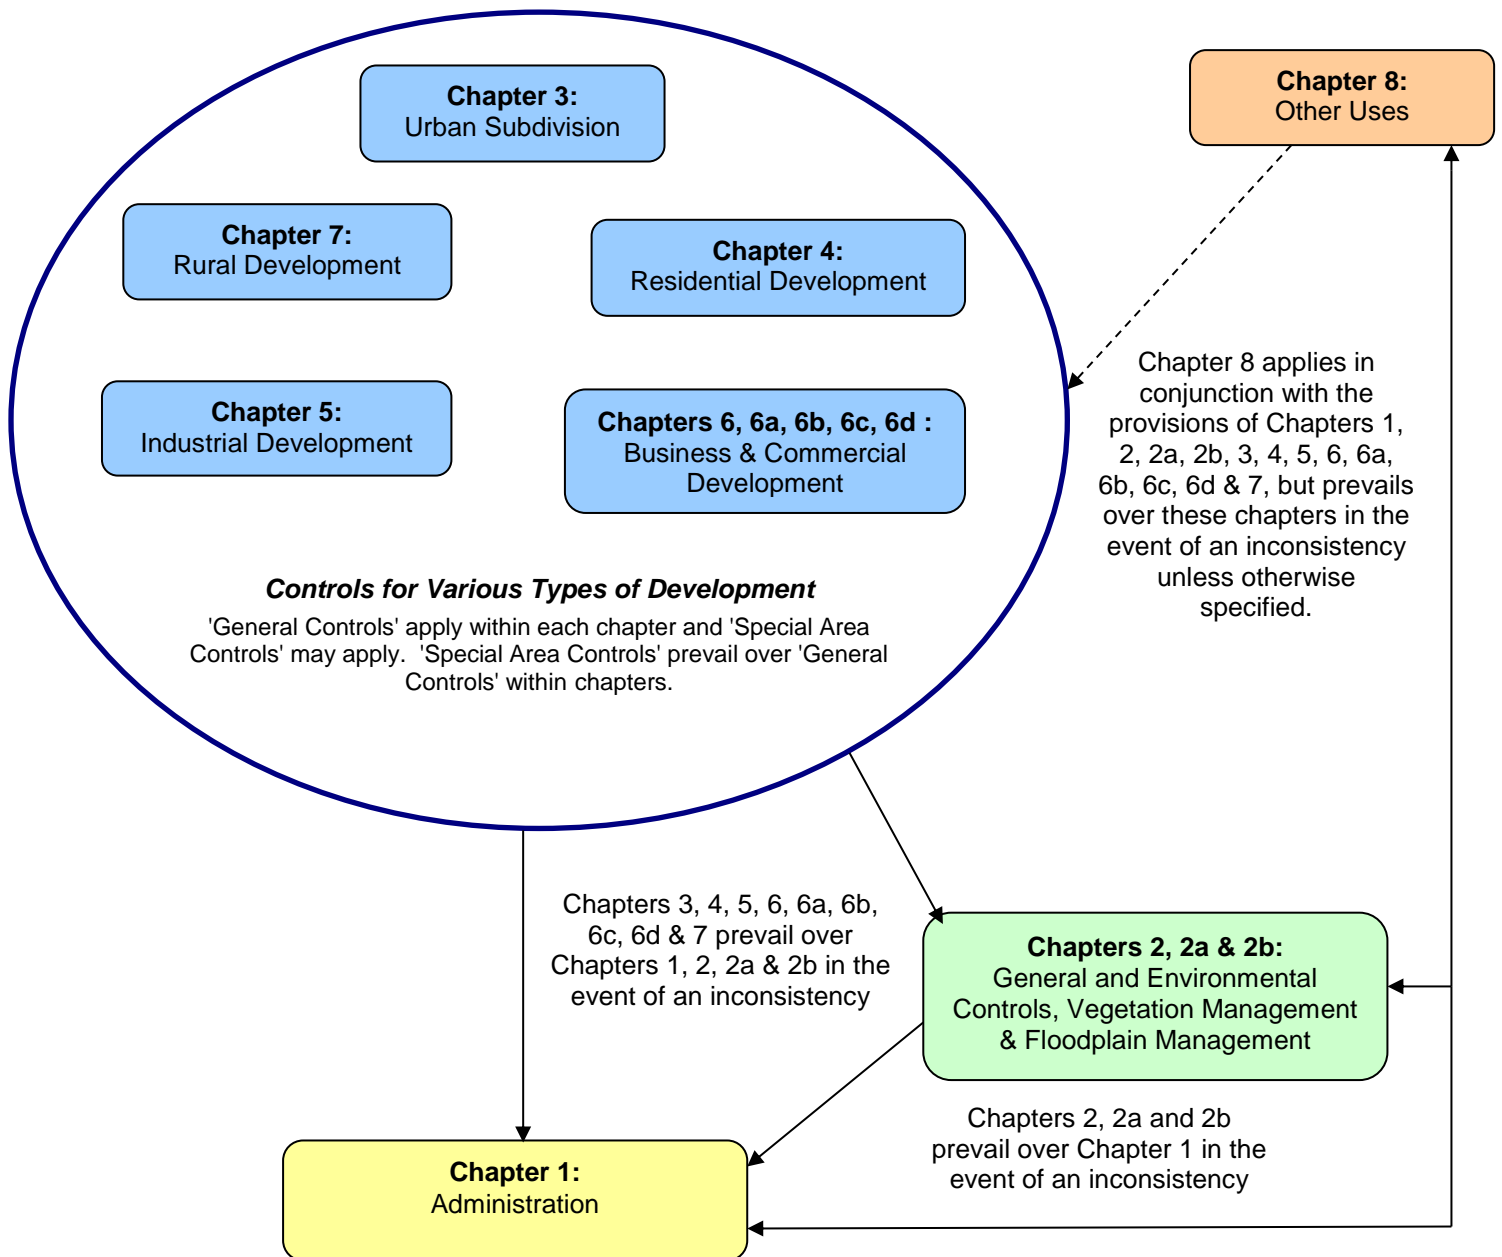 Chapter 3:
Urban Subdivision
Chapter 8:
Other Uses
Chapter 7:
Rural Development
Chapter 4:
Residential Development
Chapter 5:
Industrial Development
Chapters 6, 6a, 6b, 6c, 6d :
Business & Commercial
Development
Chapter 8 applies in
conjunction with the
provisions of Chapters 1,
2, 2a, 2b, 3, 4, 5, 6, 6a,
6b, 6c, 6d & 7, but prevails
over these chapters in the
event of an inconsistency
unless otherwise
specified.
Controls for Various Types of Development
'General Controls' apply within each chapter and 'Special Area
Controls' may apply.  'Special Area Controls' prevail over 'General
Controls' within chapters.
Chapters 3, 4, 5, 6, 6a, 6b,
6c, 6d & 7 prevail over
Chapters 1, 2, 2a & 2b in the
event of an inconsistency
Chapters 2, 2a & 2b:
General and Environmental
Controls, Vegetation Management
& Floodplain Management
Chapters 2, 2a and 2b
prevail over Chapter 1 in the
event of an inconsistency
Chapter 1:
Administration